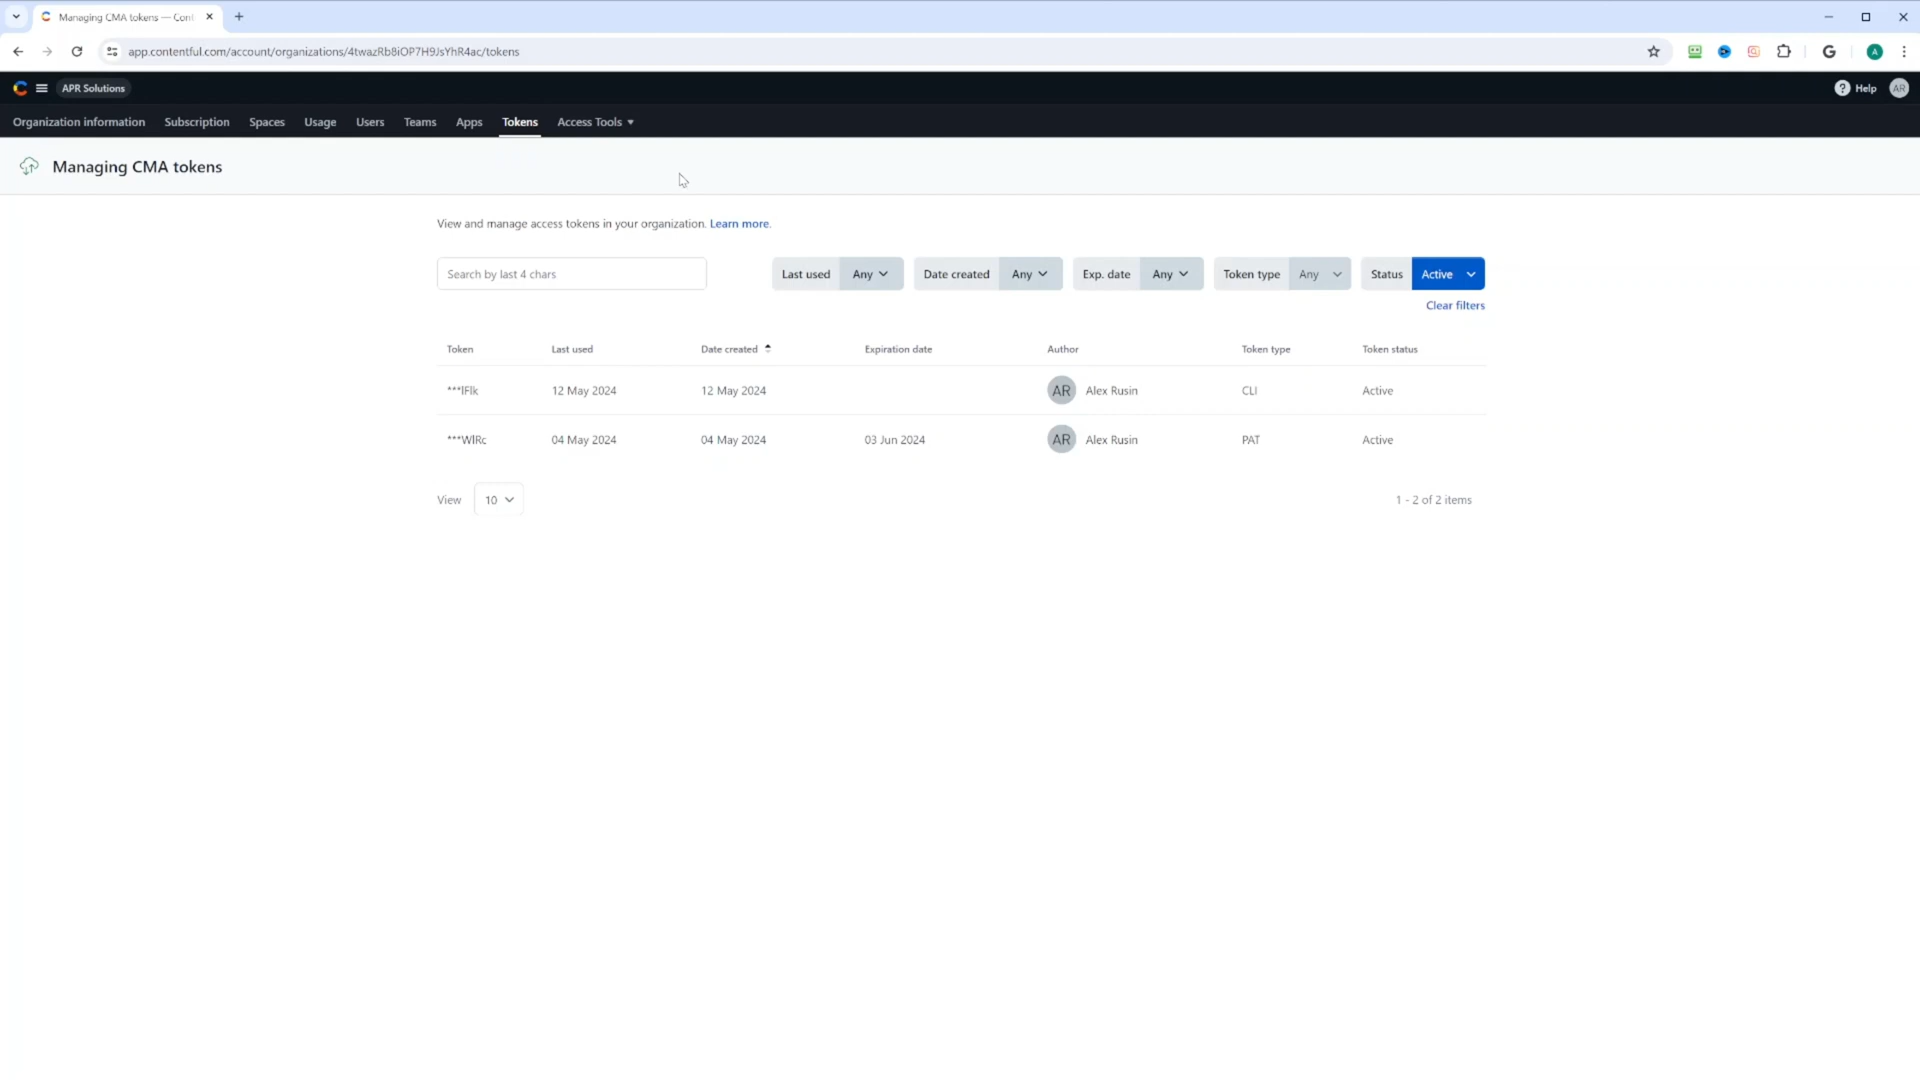 Managing CMA tokens — Cont
app.contentful.com/account/organizations/4twazRb8iOP7H9JsYhR4ac/tokens
APR Solutions
Help
AR
Organization information Subscription Spaces Usage Users Teams Apps Tokens Access Tools
Managing CMA tokens
View and manage access tokens in your organization. Learn more.
Search by last 4 chars
Last used Any Date created Any Exp. date Any Token type Any Status Active
Clear filters
Token Last used Date created Expiration date Author Token type Token status
***lFlk 12 May 2024 12 May 2024 AR Alex Rusin CLI Active
***WlRc 04 May 2024 04 May 2024 03 Jun 2024 AR Alex Rusin PAT Active
View 10 1 - 2 of 2 items